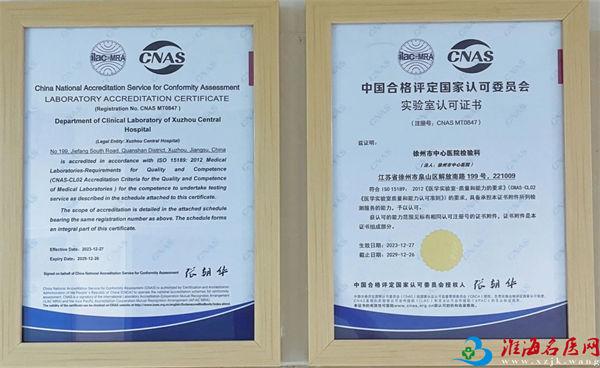 ilac-MRA
CNAS
China National Accreditation Service for Conformity Assessment
LABORATORY ACCREDITATION CERTIFICATE
(Registration No. CNAS MT0847)
Department of Clinical Laboratory of Xuzhou Central
Hospital
(Legal Entity: Xuzhou Central Hospital)
No.199, Jiefang South Road, Quanshan District, Xuzhou, Jiangsu, China
is accredited in accordance with ISO 15189: 2012 Medical
Laboratories-Requirements for Quality and Competence
(CNAS-CL02 Accreditation Criteria for the Quality and Competence
of Medical Laboratories) for the competence to undertake testing
service as described in the schedule attached to this certificate.
The scope of accreditation is detailed in the attached schedule
bearing the same registration number as above. The schedule forms
an integral part of this certificate.
Effective Date: 2023-12-27
Expiry Date: 2029-12-26
Signed on behalf of China National Accreditation Service for Conformity Assessment
张朝华
ilac-MRA
CNAS
中国合格评定国家认可委员会
实验室认可证书
(注册号: CNAS MT0847)
兹证明:
徐州市中心医院检验科
(法人: 徐州市中心医院)
江苏省徐州市泉山区解放南路 199 号, 221009
符合 ISO 15189: 2012《医学实验室-质量和能力的要求》(CNAS-CL02
《医学实验室质量和能力认可准则》)的要求, 具备承担本证书附件所列检
测服务的能力, 予以认可。
获认可的能力范围见标有相同认可注册号的证书附件, 证书附件是本
证书组成部分。
生效日期: 2023-12-27
截止日期: 2029-12-26
中国合格评定国家认可委员会授权人
张朝华
淮海名医网
www.xzjk.wang